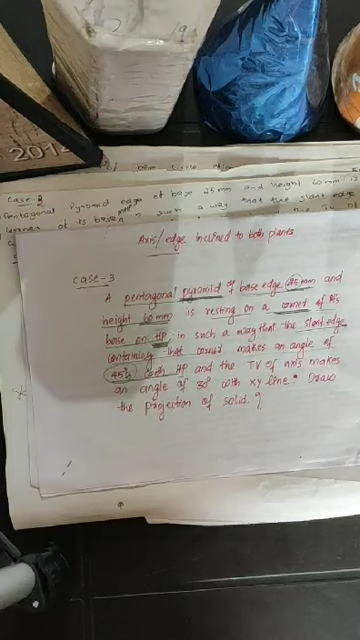 9
2012
Case-3
Pyramid edge of base 25mm and height 60mm is
Pentagonal in such a way that the slant edge
Axis/edge inclined to both planes
Case-3
A pentagonal pyramid of base edge 25mm and
height 60mm is resting on a corner of its
base on HP in such a way that the slant edge
containing that corner makes an angle of
45° with HP and the TV of axis makes
an angle of 30° with XY line. Draw
the projection of solid.?